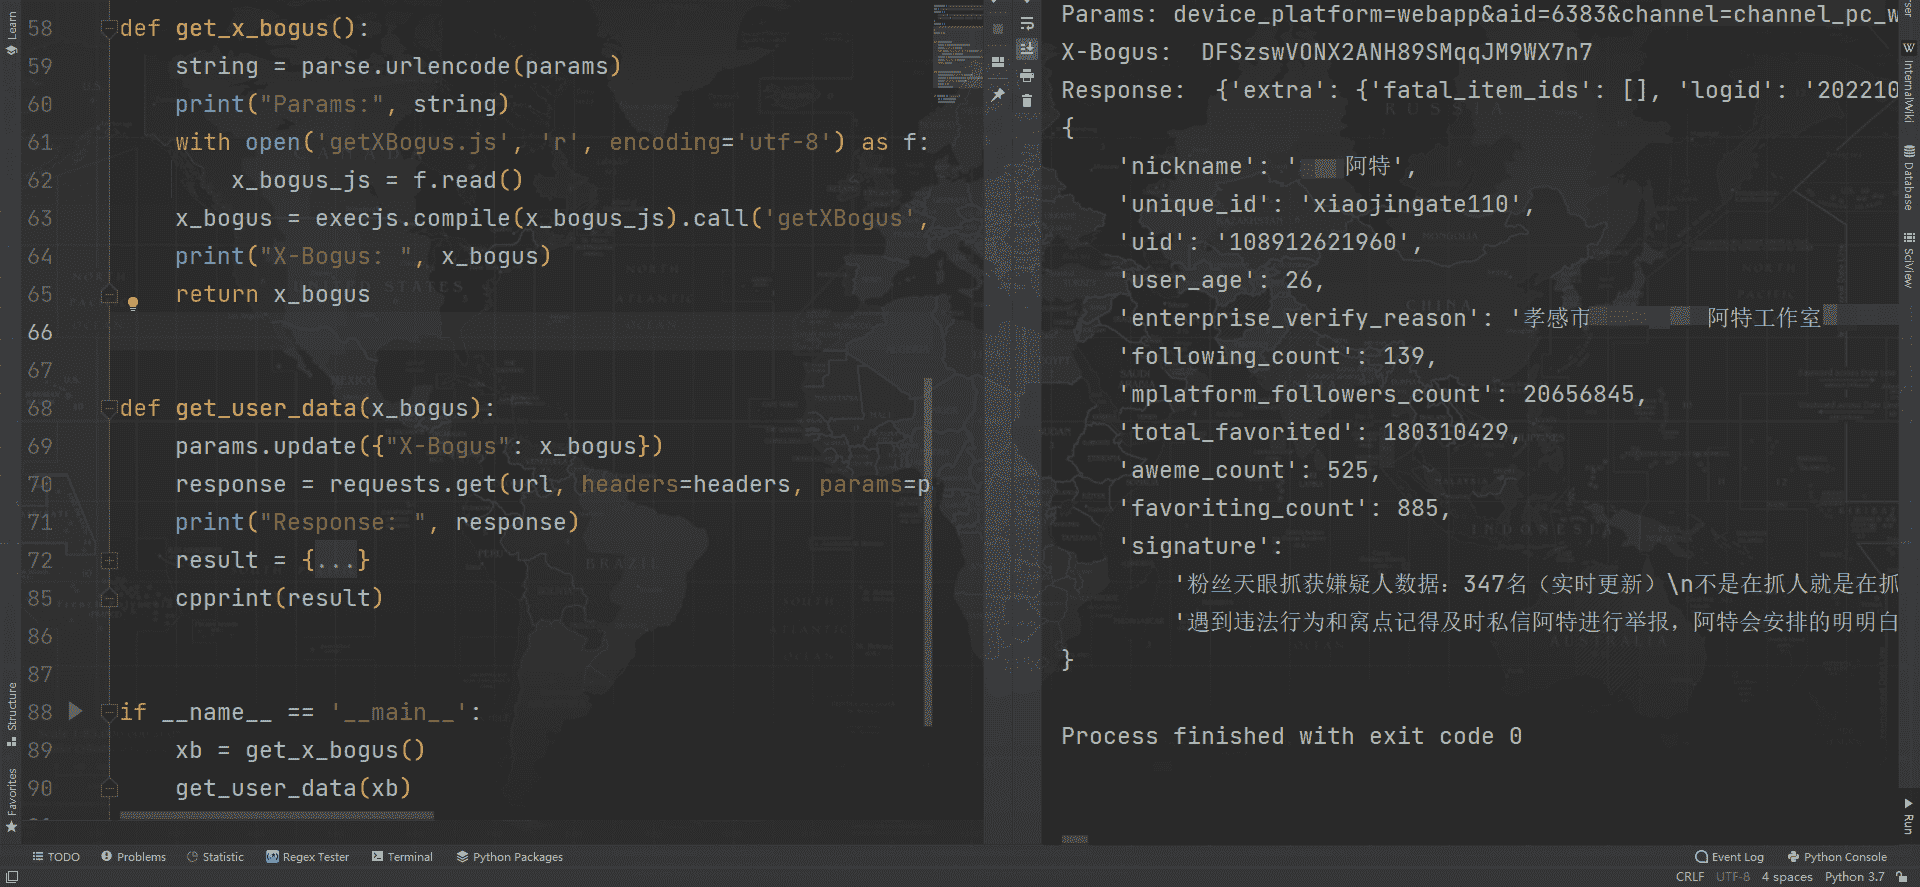 Learn
58 def get_x_bogus():
59 string = parse.urlencode(params)
60 print("Params:", string)
61 with open('getXBogus.js', 'r', encoding='utf-8') as f:
62 x_bogus_js = f.read()
63 x_bogus = execjs.compile(x_bogus_js).call('getXBogus',
64 print("X-Bogus: ", x_bogus)
65 return x_bogus
66
67
68 def get_user_data(x_bogus):
69 params.update({"X-Bogus": x_bogus})
70 response = requests.get(url, headers=headers, params=p
71 print("Response: ", response)
72 result = {...}
85 cpprint(result)
86
87
88 if __name__ == '__main__':
89 xb = get_x_bogus()
90 get_user_data(xb)
Structure
Favorites
Params: device_platform=webapp&aid=6383&channel=channel_pc_w
X-Bogus: DFSzswVONX2ANH89SMqqJM9WX7n7
Response: {'extra': {'fatal_item_ids': [], 'logid': '202210
{
'nickname': '阿特',
'unique_id': 'xiaojingate110',
'uid': '108912621960',
'user_age': 26,
'enterprise_verify_reason': '孝感市 阿特工作室
'following_count': 139,
'mplatform_followers_count': 20656845,
'total_favorited': 180310429,
'aweme_count': 525,
'favoriting_count': 885,
'signature':
'粉丝天眼抓获嫌疑人数据：347名（实时更新）\n不是在抓人就是在抓
'遇到违法行为和窝点记得及时私信阿特进行举报，阿特会安排的明明白
}
Process finished with exit code 0
InternalWiki
Database
SciView
Run
TODO Problems Statistic Regex Tester Terminal Python Packages
Event Log Python Console
CRLF UTF-8 4 spaces Python 3.7